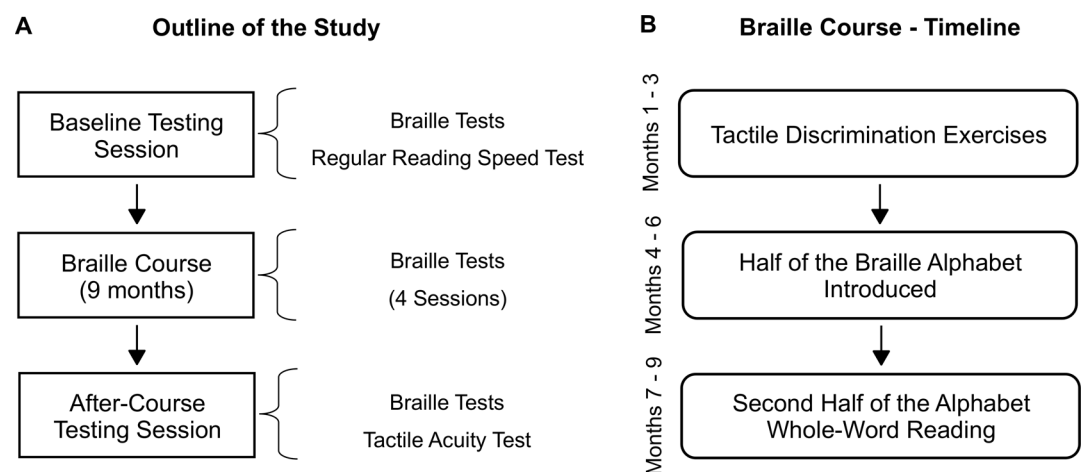 A
Outline of the Study
Baseline Testing
Session
Braille Tests
Regular Reading Speed Test
Braille Course
(9 months)
Braille Tests
(4 Sessions)
After-Course
Testing Session
Braille Tests
Tactile Acuity Test
B
Braille Course - Timeline
Months 1 - 3
Tactile Discrimination Exercises
Months 4 - 6
Half of the Braille Alphabet
Introduced
Months 7 - 9
Second Half of the Alphabet
Whole-Word Reading